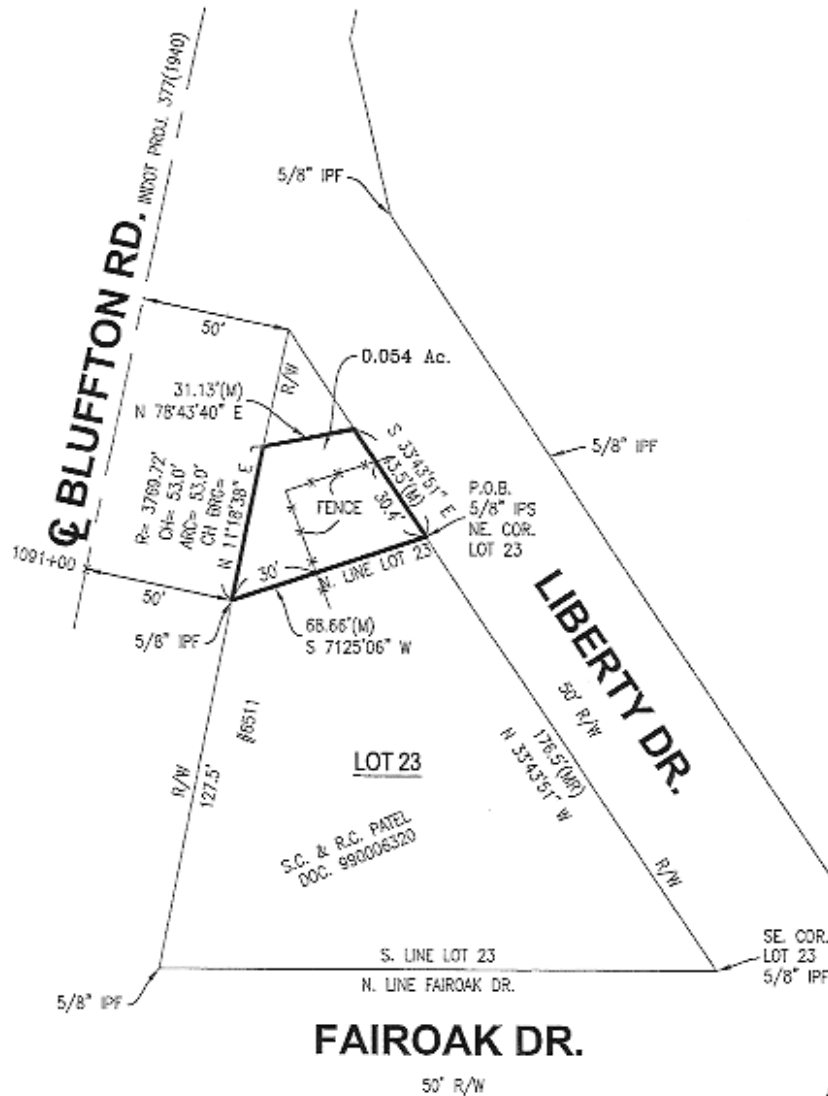 ℄ BLUFFTON RD. INDOT PROJ. 377(1940)
5/8" IPF
50'
R/W
0.054 Ac.
31.13'(M)
N 78°43'40" E
S 33°43'51" E
43.5'(M)
30.4'
5/8" IPF
R= 3769.72'
CH= 53.0'
ARC= 53.0'
CH BRG=
N 11°18'38" E
FENCE
P.O.B.
5/8" IPS
NE. COR.
LOT 23
1091+00
50'
30'
N. LINE LOT 23
5/8" IPF
68.66'(M)
S 7125'06" W
LIBERTY DR.
50' R/W
176.5'(MR)
N 33°43'51" W
R/W
#6511
R/W
127.5'
LOT 23
S.C. & R.C. PATEL
DOC. 990006320
S. LINE LOT 23
N. LINE FAIROAK DR.
SE. COR.
LOT 23
5/8" IPF
5/8" IPF
FAIROAK DR.
50' R/W